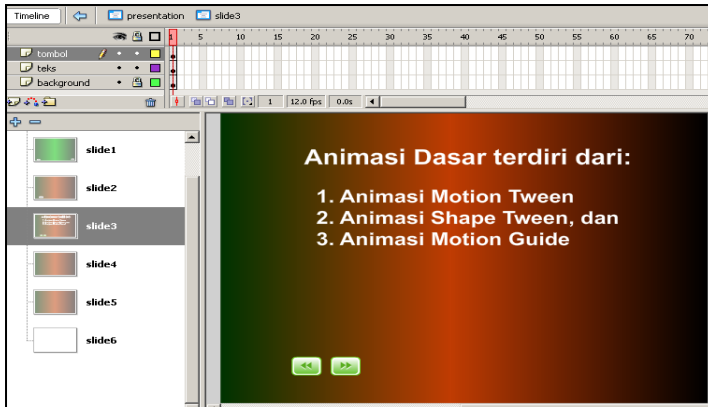 Timeline
presentation
slide3
1 5 10 15 20 25 30 35 40 45 50 55 60 65 70
tombol
teks
background
1 12.0 fps 0.0s
slide1
slide2
slide3
slide4
slide5
slide6
Animasi Dasar terdiri dari:
1. Animasi Motion Tween
2. Animasi Shape Tween, dan
3. Animasi Motion Guide